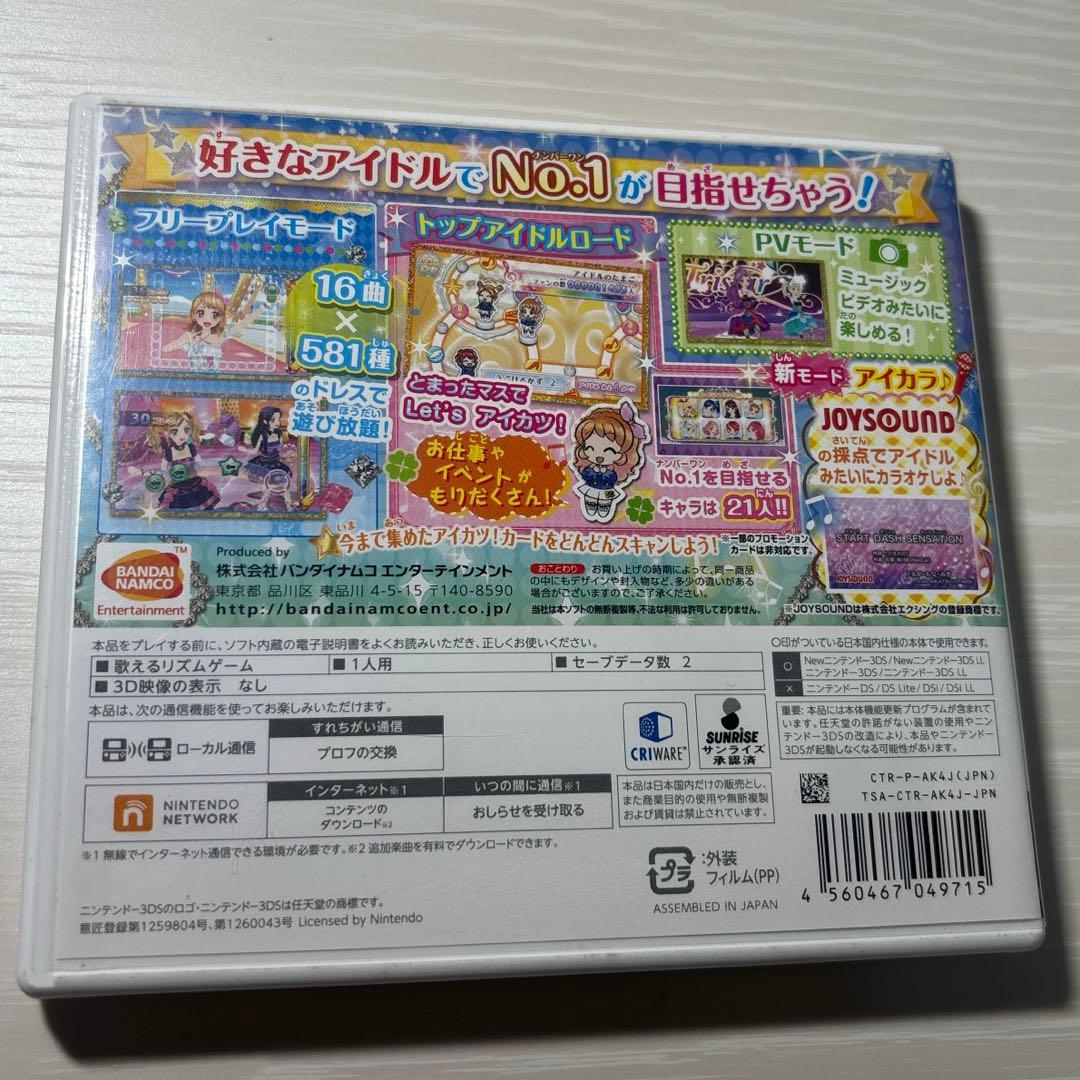 好きなアイドルでNo.1が目指せちゃう!
フリープレイモード
16曲
×
581種
のドレスで
遊び放題!
30
トップアイドルロード
アイドルのたまご
ファンの数
とまったマスで
Let's アイカツ!
お仕事や
イベントが
もりだくさん!
PVモード
ミュージック
ビデオみたいに
楽しめる!
No.1を目指せる
キャラは 21人!!
新モード アイカラ♪
JOYSOUND
の採点でアイドル
みたいにカラオケしよ♪
START DASH SENSATION
JOYSOUND
今まで集めたアイカツ!カードをどんどんスキャンしよう!
※一部のプロモーション
カードは非対応です。
BANDAI
NAMCO
Entertainment
Produced by
株式会社 バンダイナムコ エンターテインメント
東京都 品川区 東品川 4-5-15 〒140-8590
http://bandainamcoent.co.jp/
おことわり お買い上げの時期によって、同一商品
の中にもデザインや封入物など、多少の違いがある
場合がございますので、ご了承ください。
当社は本ソフトの無断複製等、不法な利用は許可しておりません。
※JOYSOUNDは株式会社エクシングの登録商標です。
本品をプレイする前に、ソフト内蔵の電子説明書をよくお読みいただき、正しくお使いください。
■歌えるリズムゲーム
■1人用
■セーブデータ数 2
■3D映像の表示 なし
○印がついている日本国内仕様の本体で使用できます。
○ Newニンテンドー3DS/Newニンテンドー3DS LL
ニンテンドー3DS/ニンテンドー3DS LL
× ニンテンドーDS/DS Lite/DSi/DSi LL
本品は、次の通信機能を使ってお楽しみいただけます。
ローカル通信
すれちがい通信
プロフの交換
CRIWARE™
SUNRISE
サンライズ
承認済
重要: 本品には本体機能更新プログラムが含まれて
います。任天堂の許諾がない装置の使用やニン
テンドー3DSの改造により、本品やニンテンドー
3DSが起動しなくなる可能性があります。
NINTENDO
NETWORK
インターネット※1
コンテンツの
ダウンロード※2
いつの間に通信※1
おしらせを受け取る
本品は日本国内だけの販売とし、
また商業目的の使用や無断複製
および賃貸は禁止されています。
CTR-P-AK4J(JPN)
TSA-CTR-AK4J-JPN
※1 無線でインターネット通信できる環境が必要です。※2 追加楽曲を有料でダウンロードできます。
プラ
:外装
フィルム(PP)
ASSEMBLED IN JAPAN
4 560467 049715
ニンテンドー3DSのロゴ・ニンテンドー3DSは任天堂の商標です。
意匠登録第1259804号、第1260043号 Licensed by Nintendo